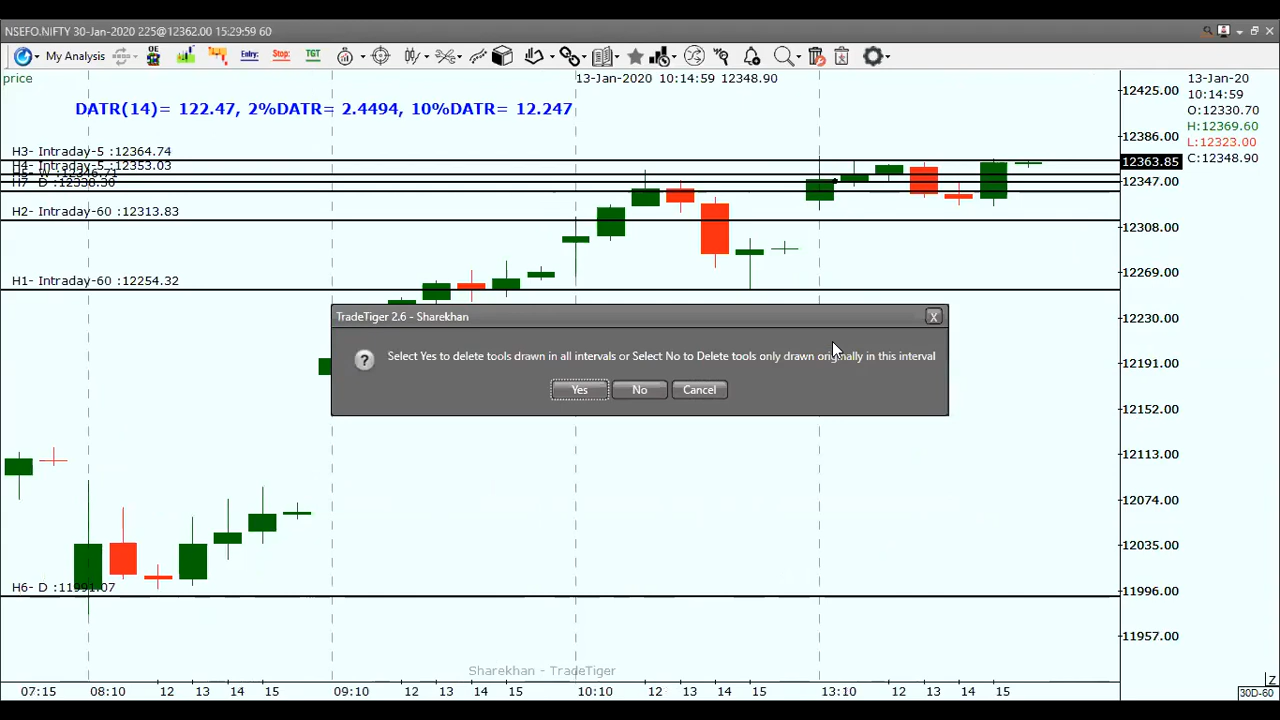 NSEFO.NIFTY 30-Jan-2020 225@12362.00 15:29:59 60
My Analysis
OE
Entry:
Stop:
TGT
price
13-Jan-2020 10:14:59 12348.90
DATR(14)= 122.47, 2%DATR= 2.4494, 10%DATR= 12.247
13-Jan-20
10:14:59
O:12330.70
H:12369.60
L:12323.00
C:12348.90
H3- Intraday-5 :12364.74
H4- Intraday-5 :12353.03
H7- D :12338.36
H2- Intraday-60 :12313.83
H1- Intraday-60 :12254.32
H6- D :11991.07
12425.00
12386.00
12363.85
12347.00
12308.00
12269.00
12230.00
12191.00
12152.00
12113.00
12074.00
12035.00
11996.00
11957.00
TradeTiger 2.6 - Sharekhan
X
?
Select Yes to delete tools drawn in all intervals or Select No to Delete tools only drawn originally in this interval
Yes
No
Cancel
Sharekhan - TradeTiger
07:15 08:10 12 13 14 15 09:10 12 13 14 15 10:10 12 13 14 15 13:10 12 13 14 15
Z
30D-60